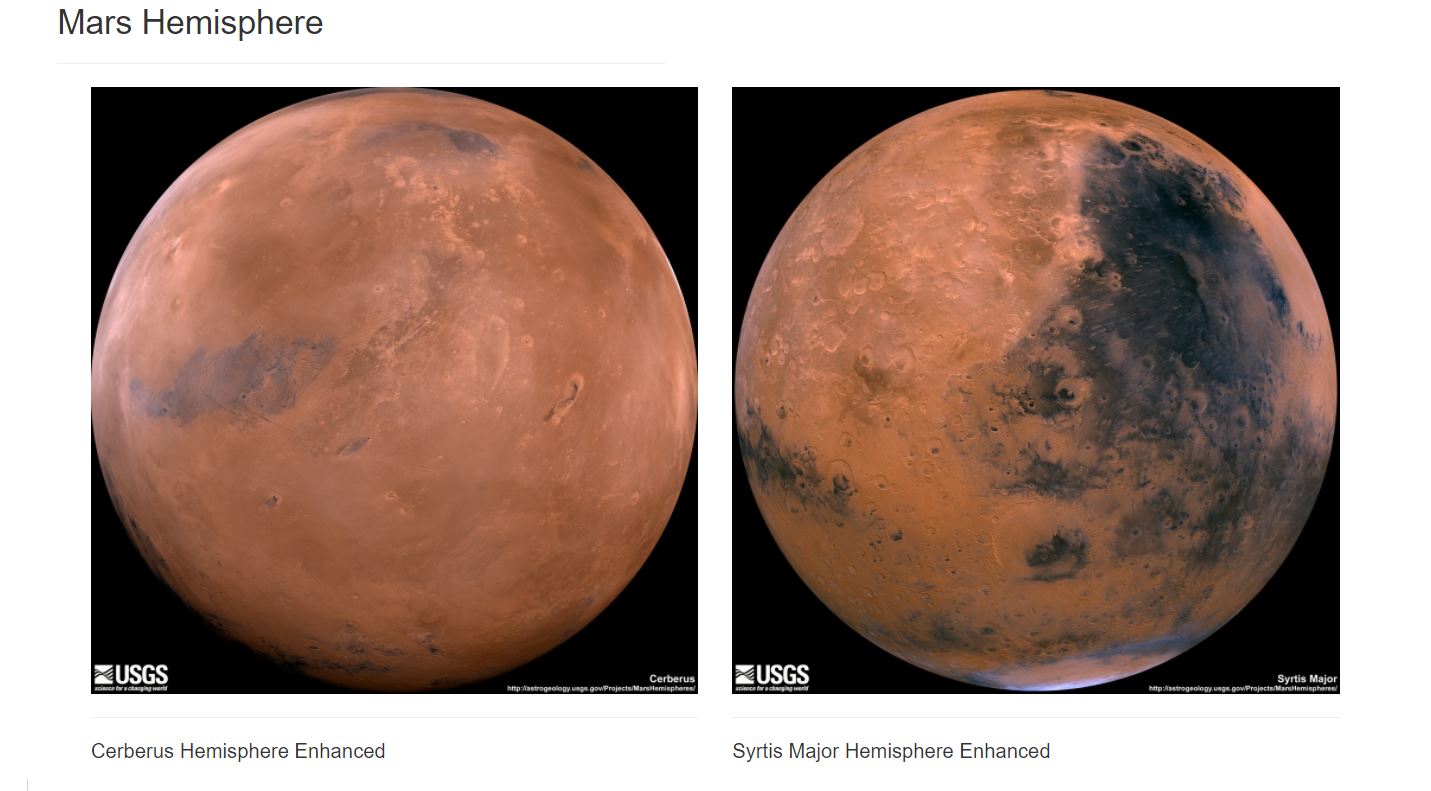 Mars Hemisphere
USGS
science for a changing world
Cerberus
http://astrogeology.usgs.gov/Projects/MarsHemispheres/
USGS
science for a changing world
Syrtis Major
http://astrogeology.usgs.gov/Projects/MarsHemispheres/
Cerberus Hemisphere Enhanced
Syrtis Major Hemisphere Enhanced